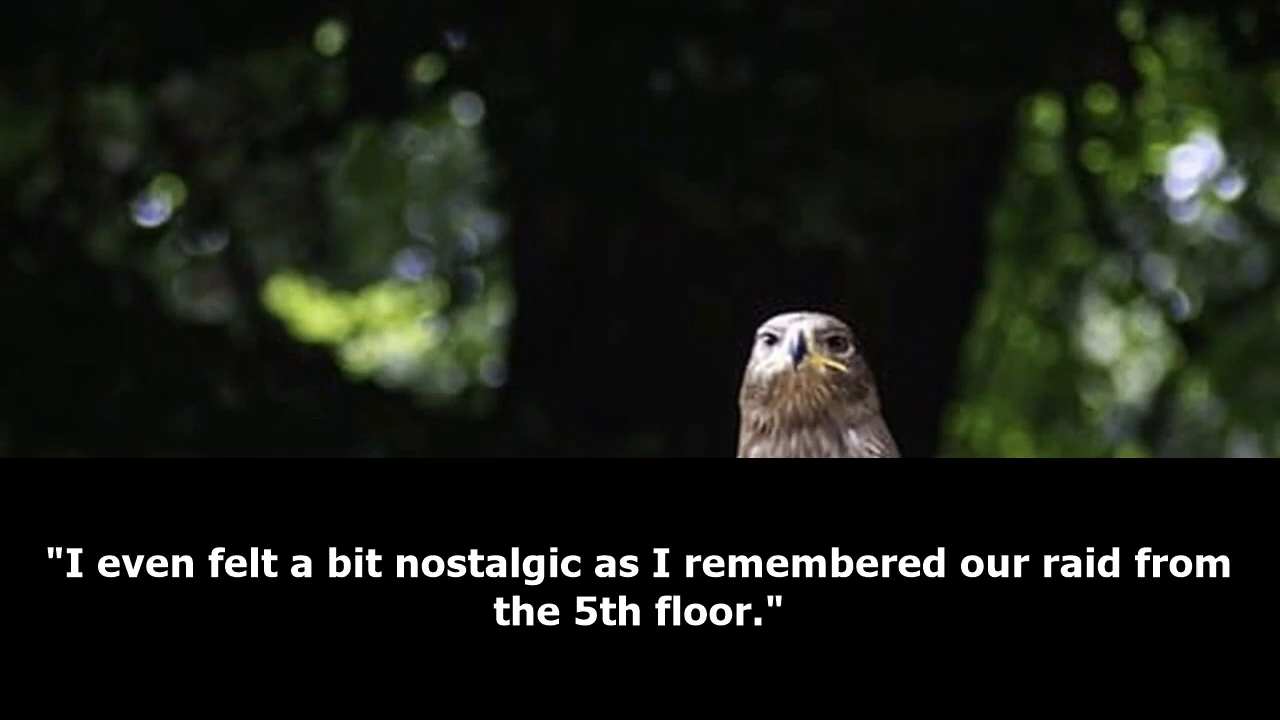 "I even felt a bit nostalgic as I remembered our raid from
the 5th floor."